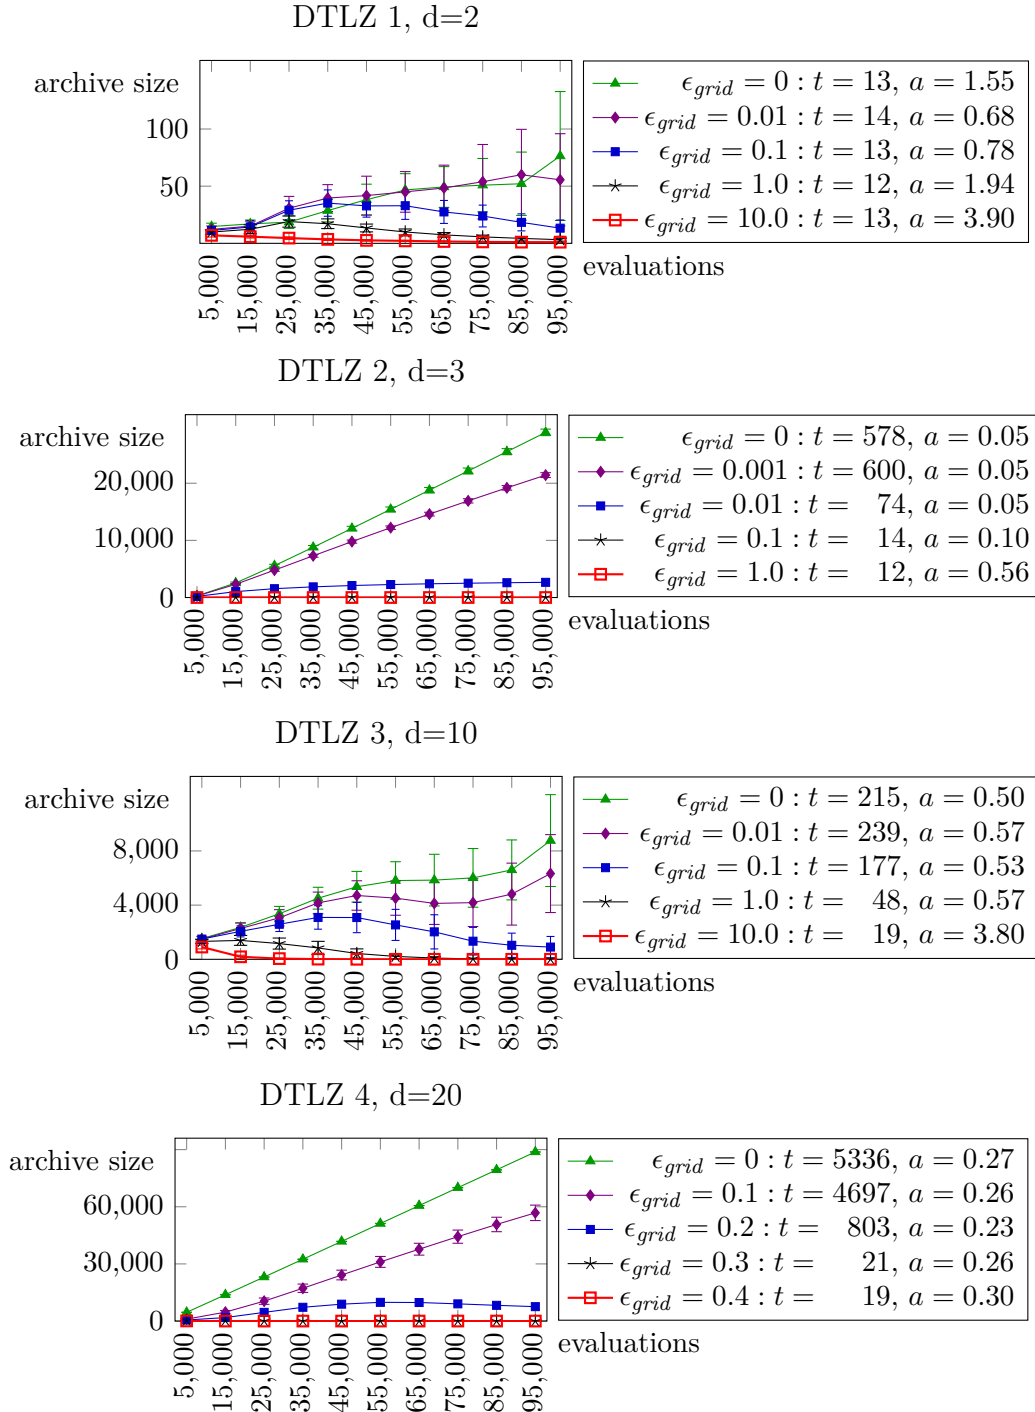 DTLZ 1, d=2
archive size
100
50
5,000
15,000
25,000
35,000
45,000
55,000
65,000
75,000
85,000
95,000
evaluations
ϵgrid = 0 : t = 13, a = 1.55
ϵgrid = 0.01 : t = 14, a = 0.68
ϵgrid = 0.1 : t = 13, a = 0.78
ϵgrid = 1.0 : t = 12, a = 1.94
ϵgrid = 10.0 : t = 13, a = 3.90
DTLZ 2, d=3
archive size
20,000
10,000
0
5,000
15,000
25,000
35,000
45,000
55,000
65,000
75,000
85,000
95,000
evaluations
ϵgrid = 0 : t = 578, a = 0.05
ϵgrid = 0.001 : t = 600, a = 0.05
ϵgrid = 0.01 : t = 74, a = 0.05
ϵgrid = 0.1 : t = 14, a = 0.10
ϵgrid = 1.0 : t = 12, a = 0.56
DTLZ 3, d=10
archive size
8,000
4,000
0
5,000
15,000
25,000
35,000
45,000
55,000
65,000
75,000
85,000
95,000
evaluations
ϵgrid = 0 : t = 215, a = 0.50
ϵgrid = 0.01 : t = 239, a = 0.57
ϵgrid = 0.1 : t = 177, a = 0.53
ϵgrid = 1.0 : t = 48, a = 0.57
ϵgrid = 10.0 : t = 19, a = 3.80
DTLZ 4, d=20
archive size
60,000
30,000
0
5,000
15,000
25,000
35,000
45,000
55,000
65,000
75,000
85,000
95,000
evaluations
ϵgrid = 0 : t = 5336, a = 0.27
ϵgrid = 0.1 : t = 4697, a = 0.26
ϵgrid = 0.2 : t = 803, a = 0.23
ϵgrid = 0.3 : t = 21, a = 0.26
ϵgrid = 0.4 : t = 19, a = 0.30